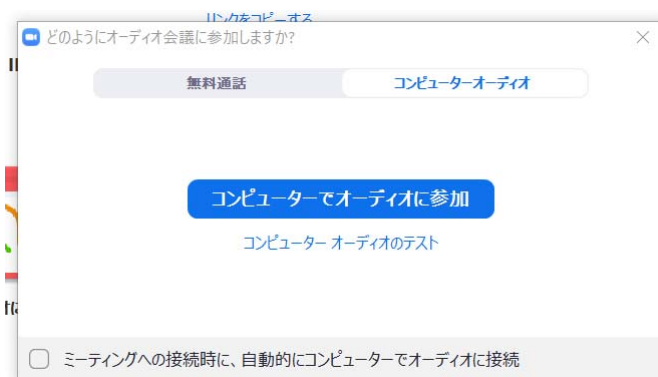 リンクをコピーする
どのようにオーディオ会議に参加しますか?
無料通話 コンピューターオーディオ
コンピューターでオーディオに参加
コンピューター オーディオのテスト
ミーティングへの接続時に、自動的にコンピューターでオーディオに接続